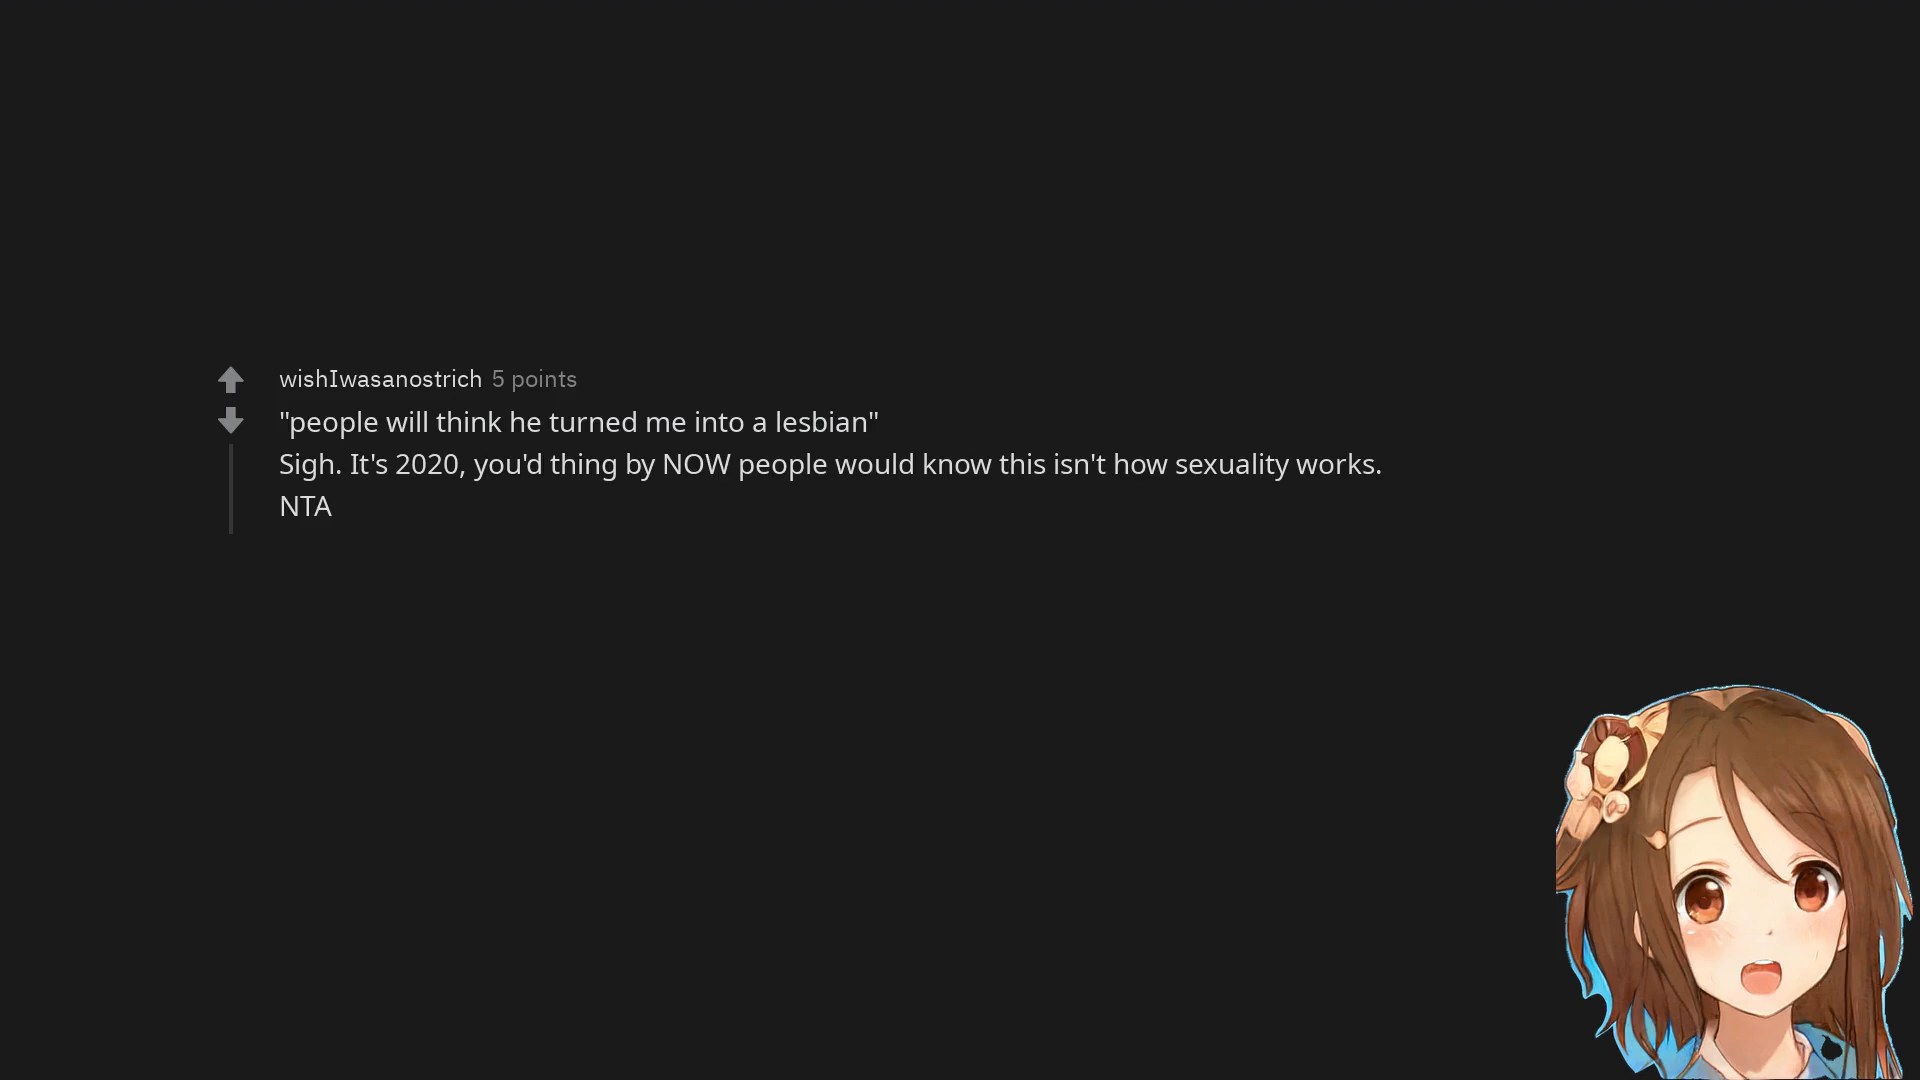 wishIwasanostrich 5 points
"people will think he turned me into a lesbian"
Sigh. It's 2020, you'd thing by NOW people would know this isn't how sexuality works.
NTA